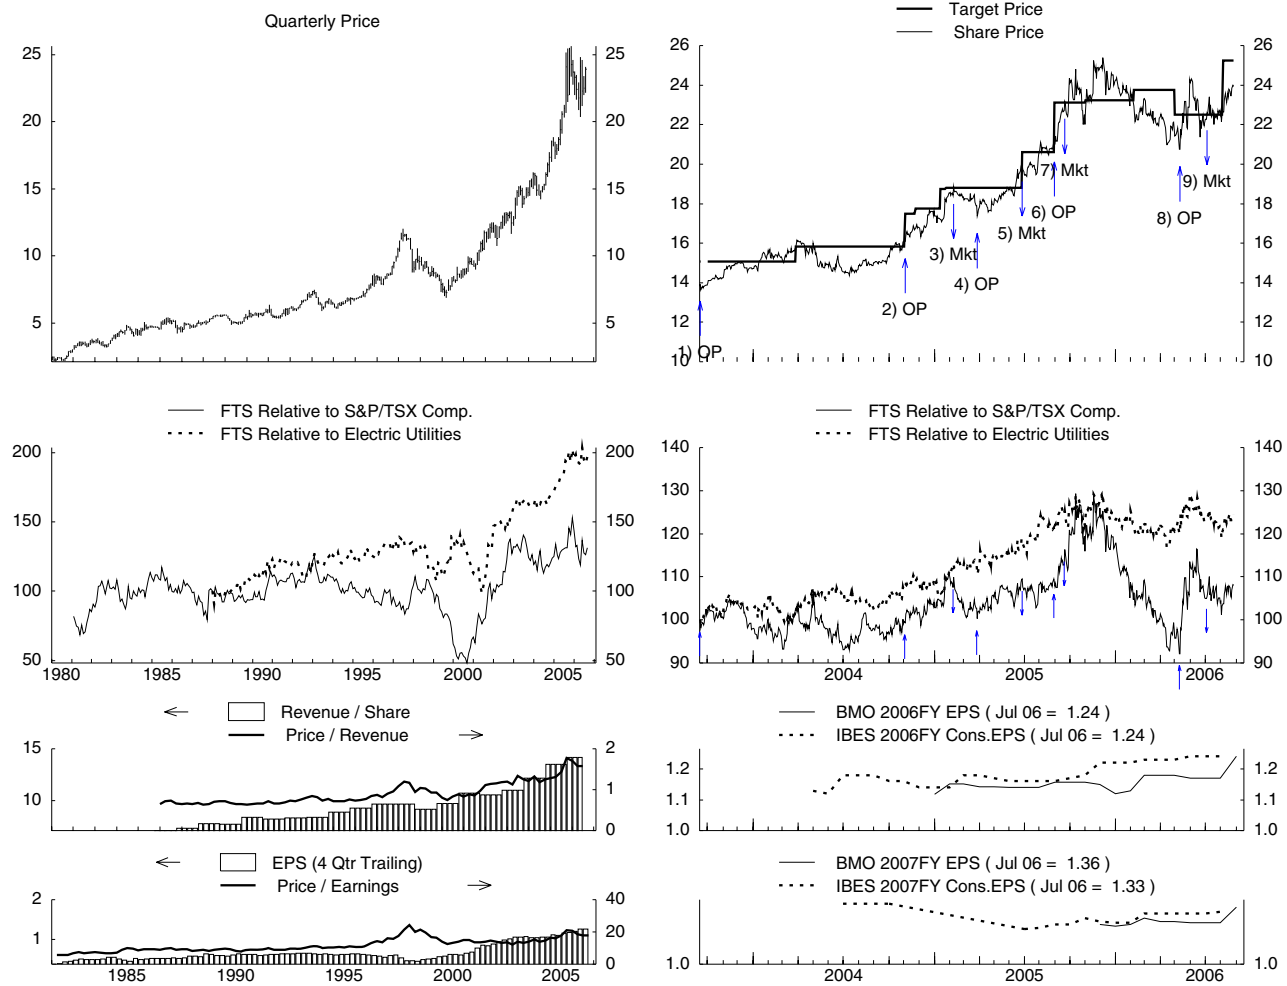 Quarterly Price
25 25
20 20
15 15
10 10
5 5
Target Price
Share Price
26 26
24 24
22 22
20 20
18 18
16 16
14 14
12 12
10 10
1) OP
2) OP
3) Mkt
4) OP
5) Mkt
6) OP
7) Mkt
8) OP
9) Mkt
FTS Relative to S&P/TSX Comp.
FTS Relative to Electric Utilities
200 200
150 150
100 100
50 50
1980 1985 1990 1995 2000 2005
FTS Relative to S&P/TSX Comp.
FTS Relative to Electric Utilities
140 140
130 130
120 120
110 110
100 100
90 90
2004 2005 2006
Revenue / Share
Price / Revenue
15 2
10 1
0
BMO 2006FY EPS ( Jul 06 = 1.24 )
IBES 2006FY Cons.EPS ( Jul 06 = 1.24 )
1.2 1.2
1.1 1.1
1.0 1.0
EPS (4 Qtr Trailing)
Price / Earnings
2 40
1 20
0
1985 1990 1995 2000 2005
BMO 2007FY EPS ( Jul 06 = 1.36 )
IBES 2007FY Cons.EPS ( Jul 06 = 1.33 )
1.0 1.0
2004 2005 2006